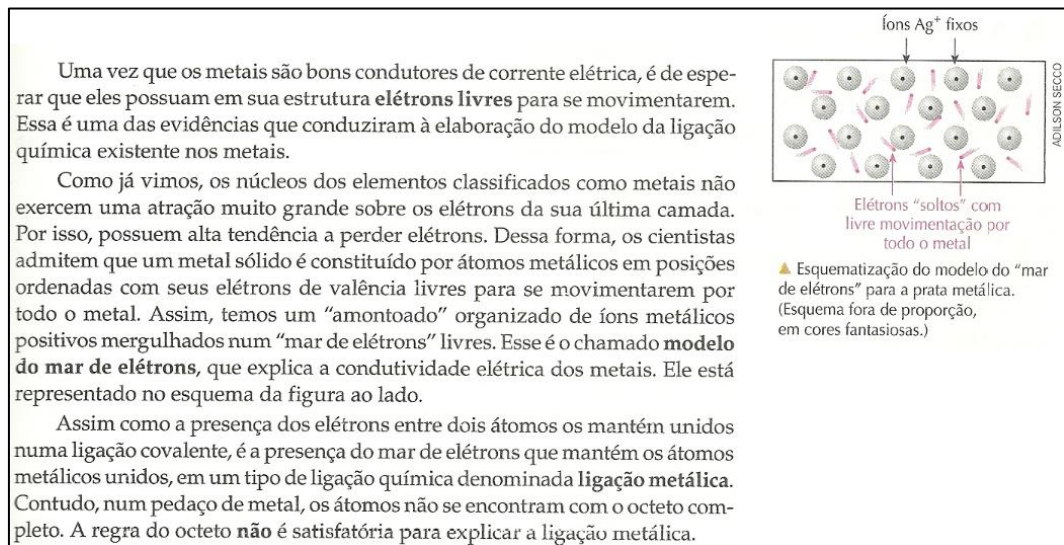 Uma vez que os metais são bons condutores de corrente elétrica, é de espe-
rar que eles possuam em sua estrutura elétrons livres para se movimentarem.
Essa é uma das evidências que conduziram à elaboração do modelo da ligação
química existente nos metais.
Como já vimos, os núcleos dos elementos classificados como metais não
exercem uma atração muito grande sobre os elétrons da sua última camada.
Por isso, possuem alta tendência a perder elétrons. Dessa forma, os cientistas
admitem que um metal sólido é constituído por átomos metálicos em posições
ordenadas com seus elétrons de valência livres para se movimentarem por
todo o metal. Assim, temos um “amontoado” organizado de íons metálicos
positivos mergulhados num “mar de elétrons” livres. Esse é o chamado modelo
do mar de elétrons, que explica a condutividade elétrica dos metais. Ele está
representado no esquema da figura ao lado.
Assim como a presença dos elétrons entre dois átomos os mantém unidos
numa ligação covalente, é a presença do mar de elétrons que mantém os átomos
metálicos unidos, em um tipo de ligação química denominada ligação metálica.
Contudo, num pedaço de metal, os átomos não se encontram com o octeto com-
pleto. A regra do octeto não é satisfatória para explicar a ligação metálica.
Íons Ag+ fixos
ADILSON SECCO
Elétrons “soltos” com
livre movimentação por
todo o metal
Esquematização do modelo do “mar
de elétrons” para a prata metálica.
(Esquema fora de proporção,
em cores fantasiosas.)